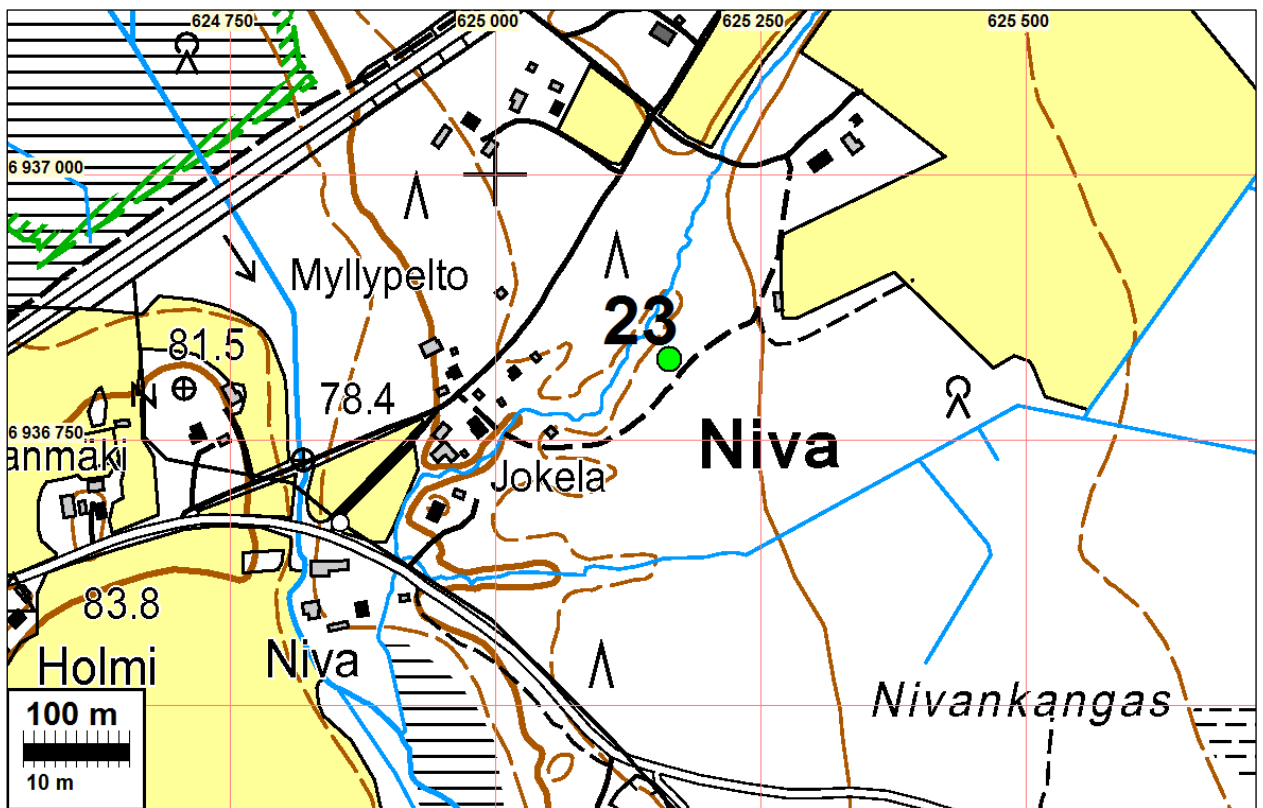 624 750
625 000
625 250
625 500
6 937 000
Myllypelto
23
81.5
78.4
6 936 750
anmäki
Niva
Jokela
83.8
Holmi
Niva
Nivankangas
100 m
10 m